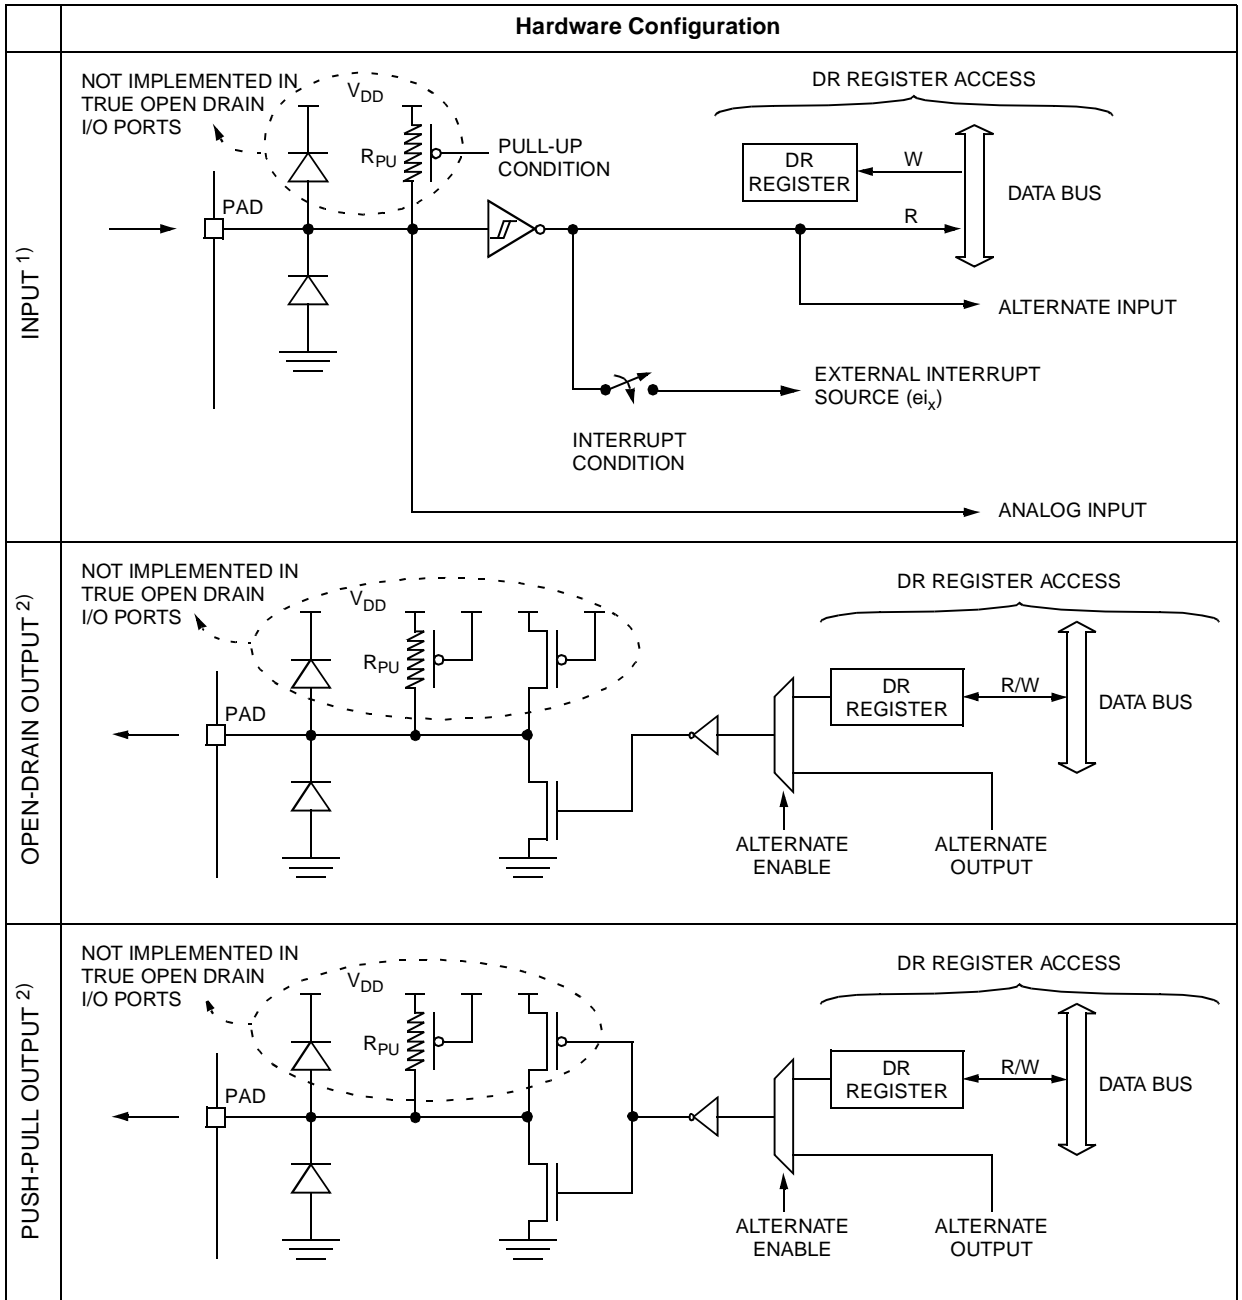 Hardware Configuration
INPUT 1)
NOT IMPLEMENTED IN
TRUE OPEN DRAIN
I/O PORTS
VDD
RPU
PULL-UP
CONDITION
PAD
DR REGISTER ACCESS
DR
REGISTER
W
R
DATA BUS
ALTERNATE INPUT
EXTERNAL INTERRUPT
SOURCE (eix)
INTERRUPT
CONDITION
ANALOG INPUT
OPEN-DRAIN OUTPUT 2)
NOT IMPLEMENTED IN
TRUE OPEN DRAIN
I/O PORTS
VDD
RPU
PAD
DR REGISTER ACCESS
DR
REGISTER
R/W
DATA BUS
ALTERNATE
ENABLE
ALTERNATE
OUTPUT
PUSH-PULL OUTPUT 2)
NOT IMPLEMENTED IN
TRUE OPEN DRAIN
I/O PORTS
VDD
RPU
PAD
DR REGISTER ACCESS
DR
REGISTER
R/W
DATA BUS
ALTERNATE
ENABLE
ALTERNATE
OUTPUT